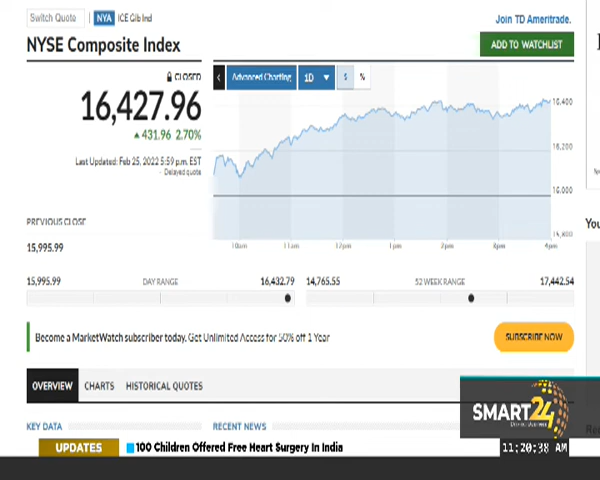 Switch Quote NYA ICE Glb Ind
Join TD Ameritrade.
NYSE Composite Index
ADD TO WATCHLIST
CLOSED
Advanced Charting 1D $ %
16,427.96
431.96 2.70%
Last Updated: Feb 25, 2022 5:59 p.m. EST
Delayed quote
16,400
16,200
16,000
10am 11am 12pm 1pm 2pm 3pm 4pm
PREVIOUS CLOSE
15,995.99
15,995.99 DAY RANGE 16,432.79
14,765.55 52 WEEK RANGE 17,442.54
Become a MarketWatch subscriber today. Get Unlimited Access for 50% off 1 Year
SUBSCRIBE NOW
OVERVIEW CHARTS HISTORICAL QUOTES
KEY DATA RECENT NEWS
SMART24
UPDATES 100 Children Offered Free Heart Surgery In India
11:20:38 AM
You